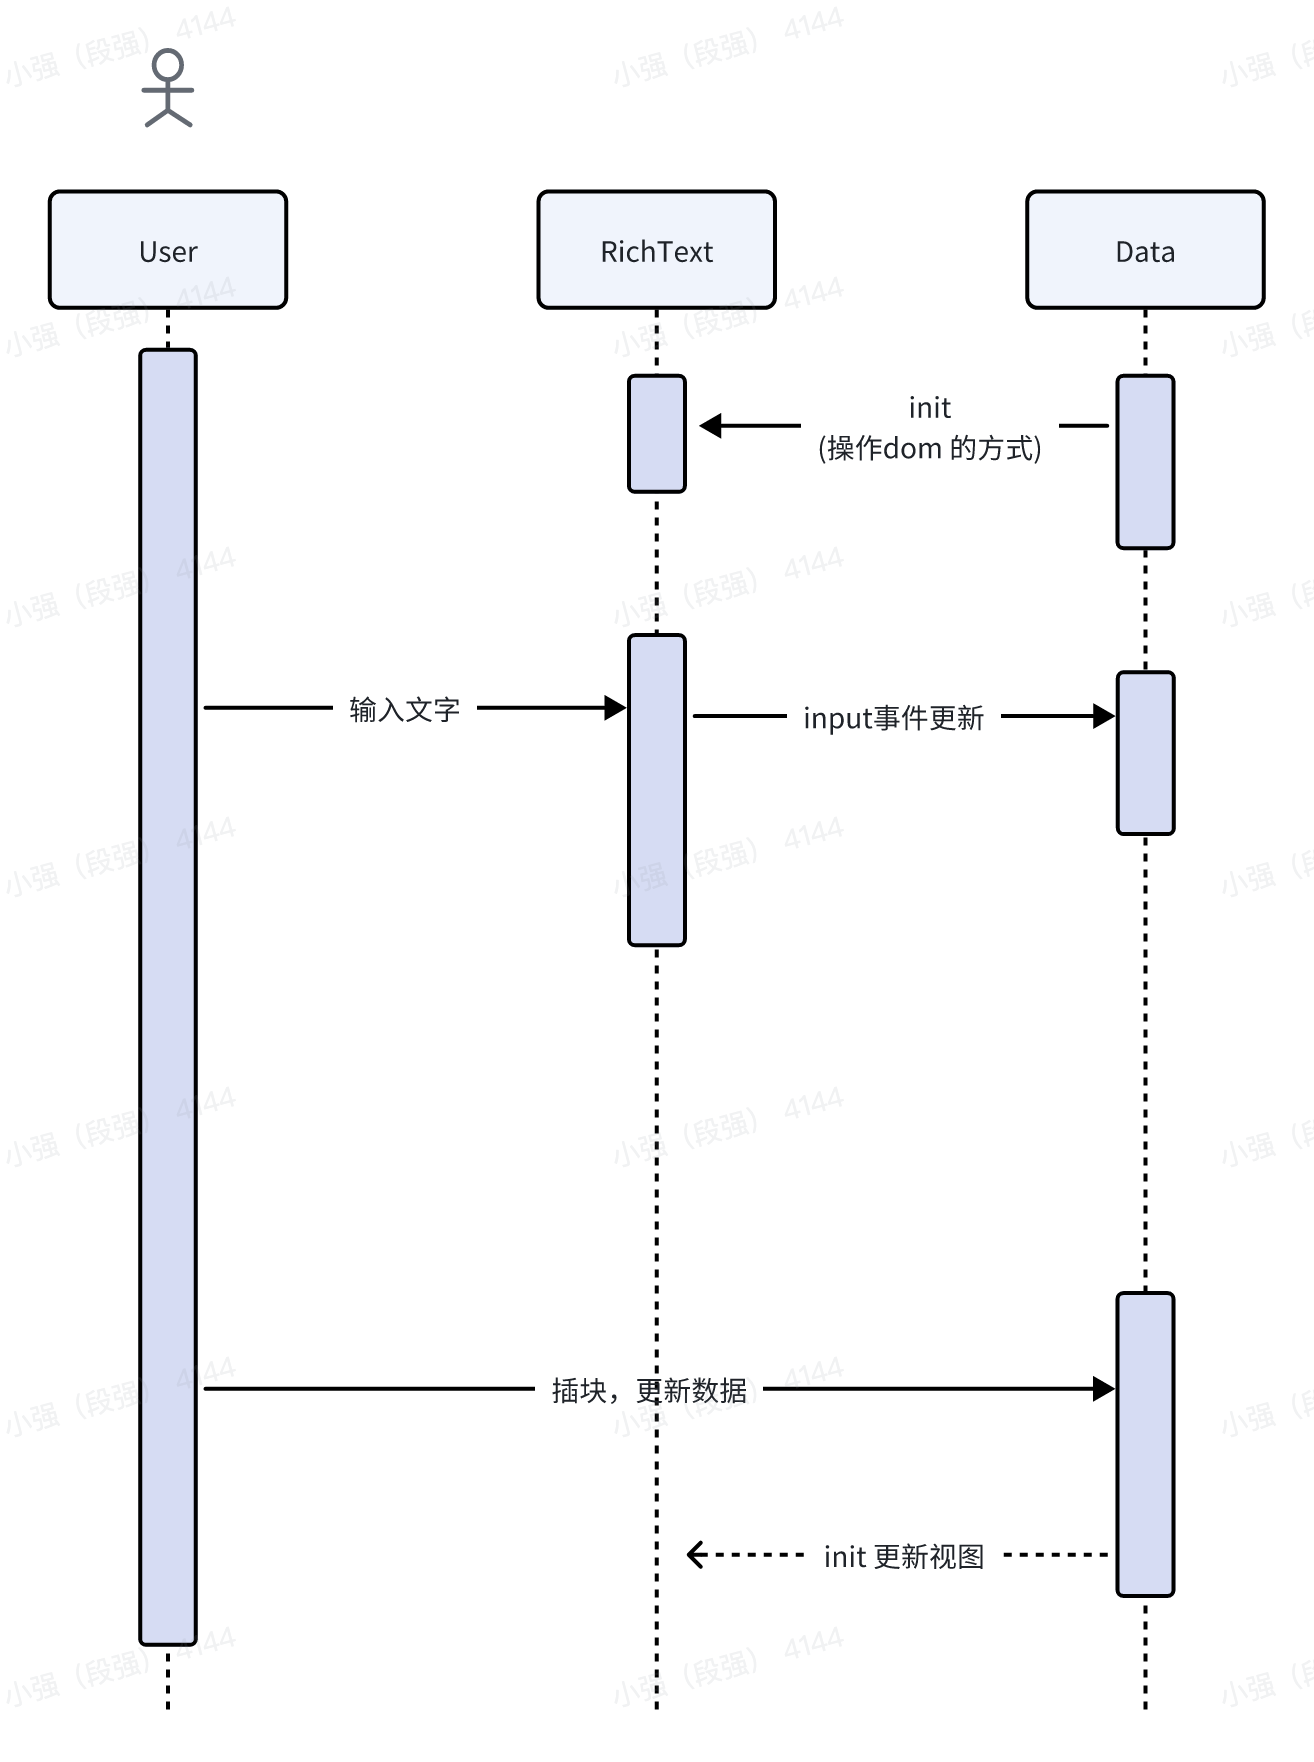 User
RichText
Data
init
(操作dom 的方式)
输入文字
input事件更新
插块，更新数据
init 更新视图
小强（段强） 4144